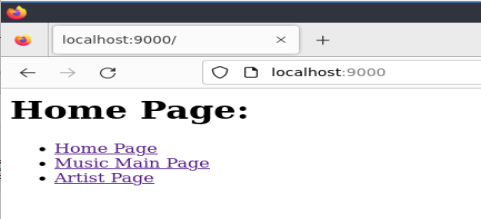 localhost:9000/
localhost:9000
Home Page:
Home Page
Music Main Page
Artist Page